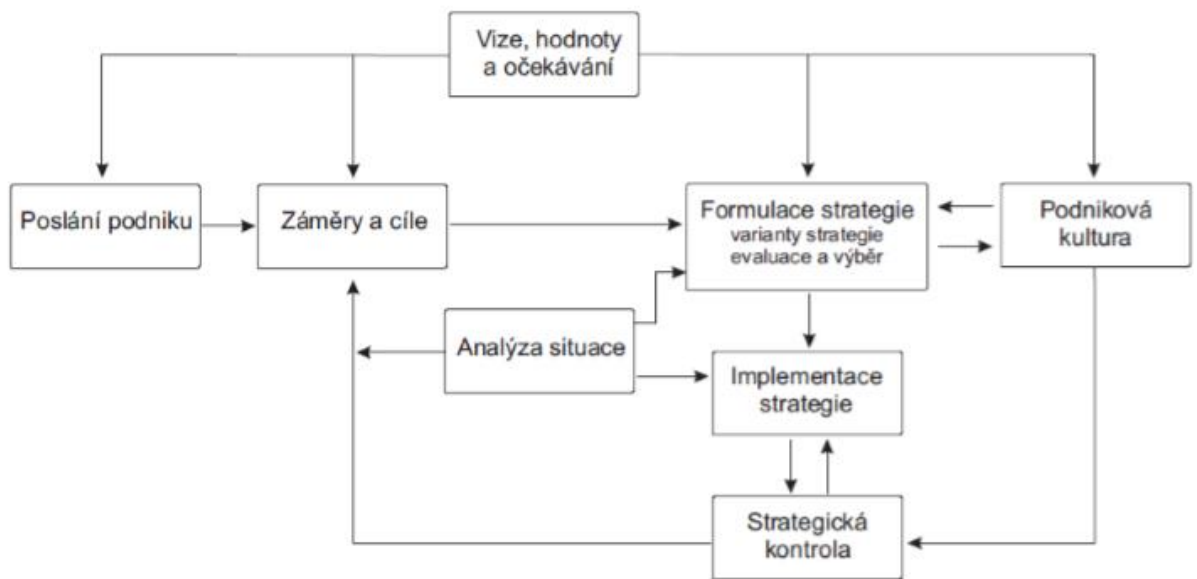 Vize, hodnoty
a očekávání
Poslání podniku
Záměry a cíle
Formulace strategie
varianty strategie
evaluace a výběr
Podniková
kultura
Analýza situace
Implementace
strategie
Strategická
kontrola